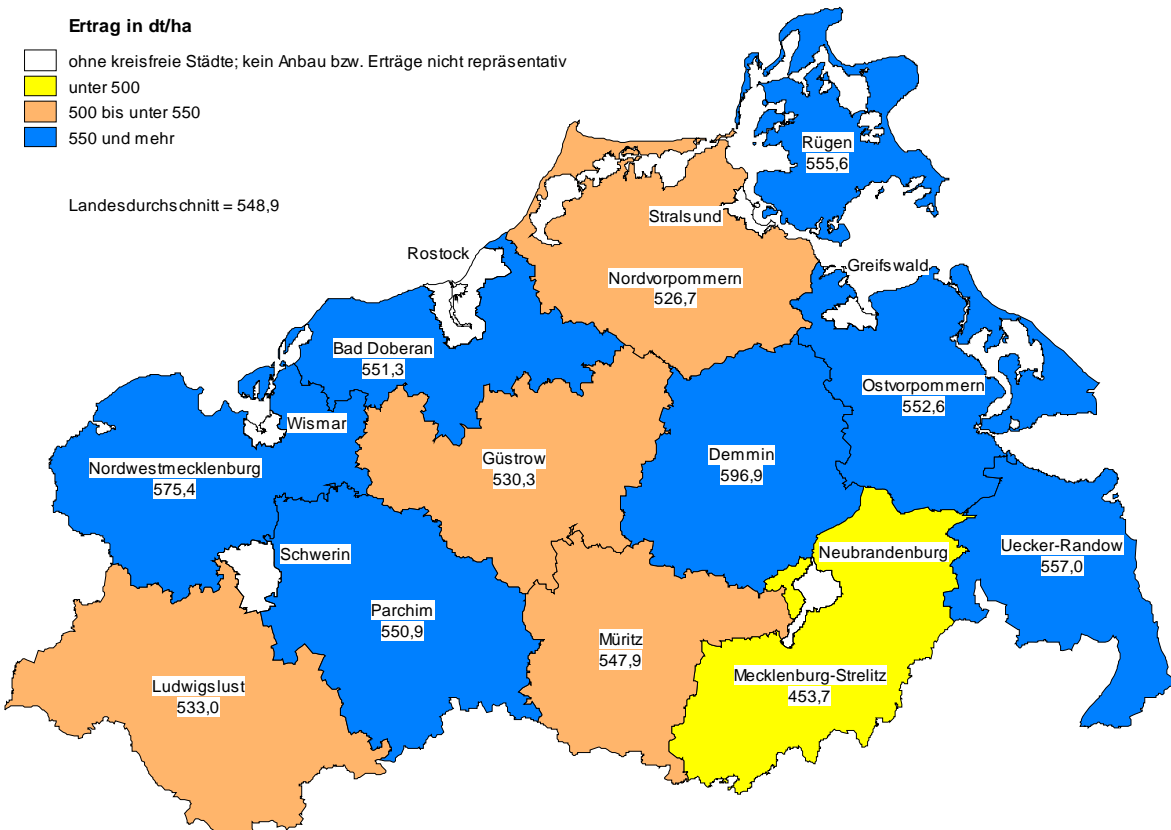 Ertrag in dt/ha
ohne kreisfreie Städte; kein Anbau bzw. Erträge nicht repräsentativ
unter 500
500 bis unter 550
550 und mehr
Landesdurchschnitt = 548,9
Rügen
555,6
Stralsund
Rostock
Greifswald
Nordvorpommern
526,7
Bad Doberan
551,3
Ostvorpommern
552,6
Wismar
Nordwestmecklenburg
575,4
Güstrow
530,3
Demmin
596,9
Schwerin
Neubrandenburg
Uecker-Randow
557,0
Parchim
550,9
Müritz
547,9
Mecklenburg-Strelitz
453,7
Ludwigslust
533,0